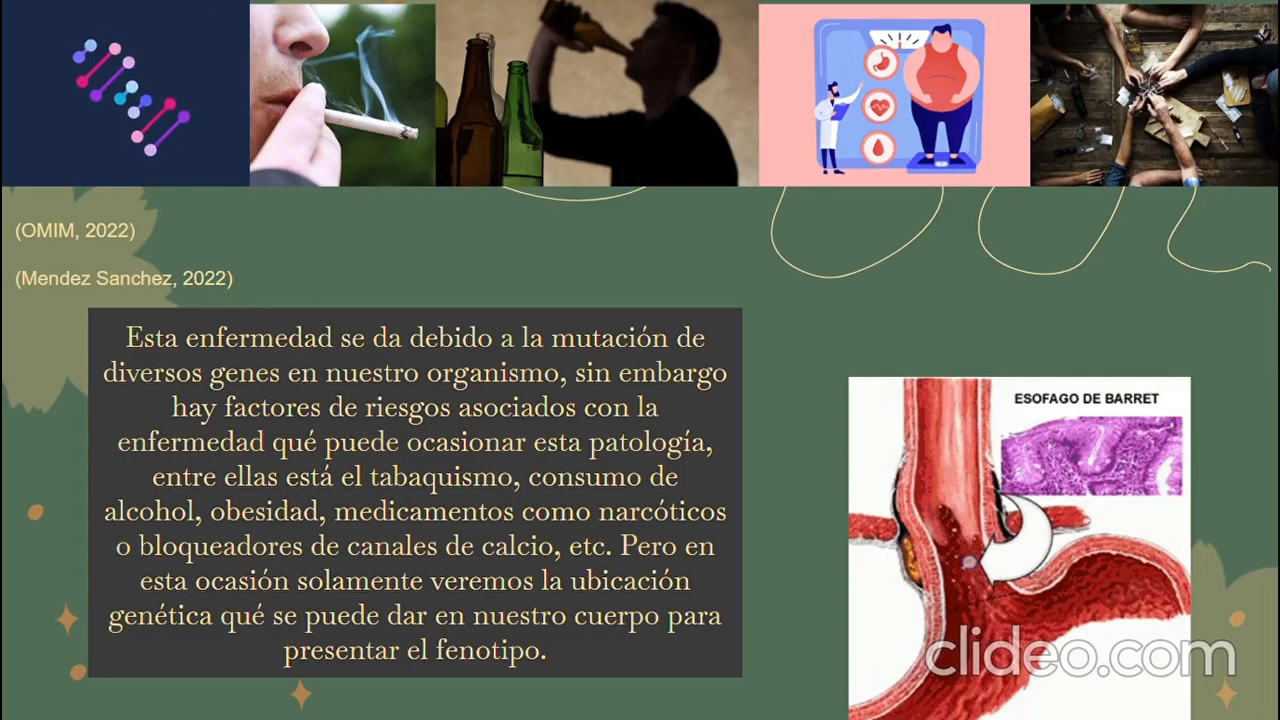 (OMIM, 2022)
(Mendez Sanchez, 2022)
Esta enfermedad se da debido a la mutación de
diversos genes en nuestro organismo, sin embargo
hay factores de riesgos asociados con la
enfermedad qué puede ocasionar esta patología,
entre ellas está el tabaquismo, consumo de
alcohol, obesidad, medicamentos como narcóticos
o bloqueadores de canales de calcio, etc. Pero en
esta ocasión solamente veremos la ubicación
genética qué se puede dar en nuestro cuerpo para
presentar el fenotipo.
ESOFAGO DE BARRET
clideo.com